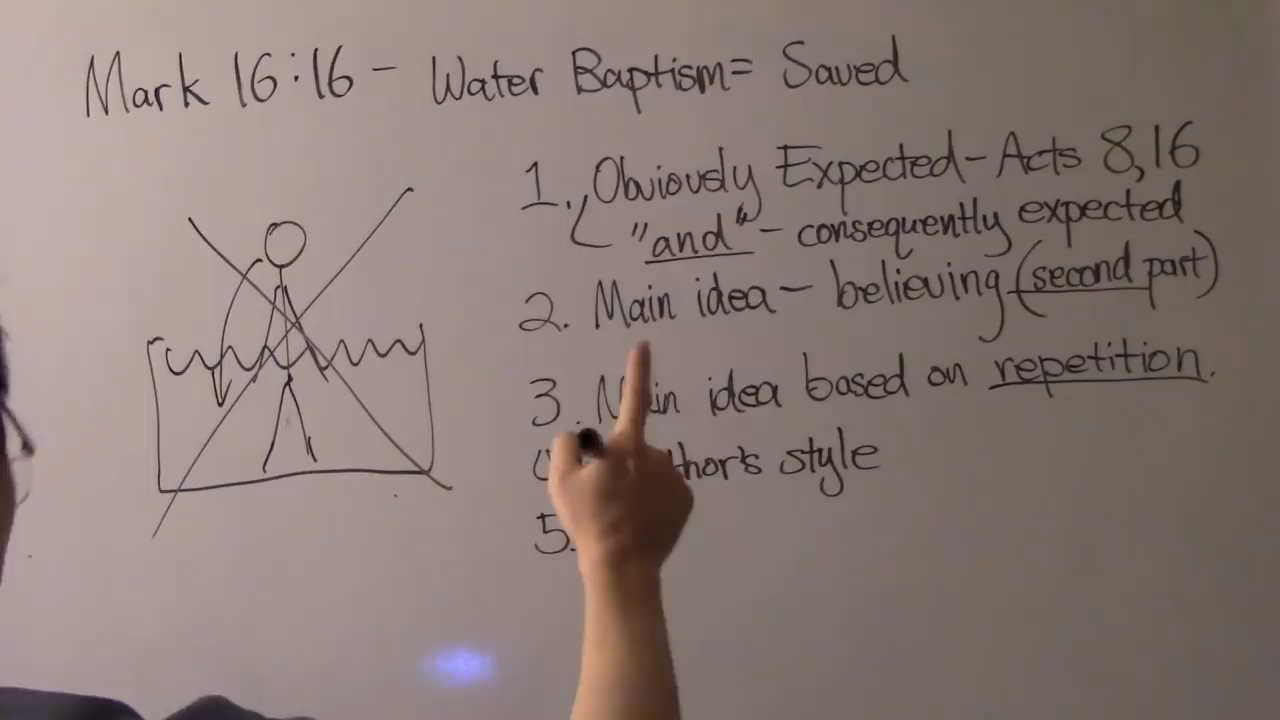 Mark 16:16 - Water Baptism = Saved
1. Obviously Expected - Acts 8,16
"and" - consequently expected
2. Main idea - believing (second part)
3. idea based on repetition.
style
5.